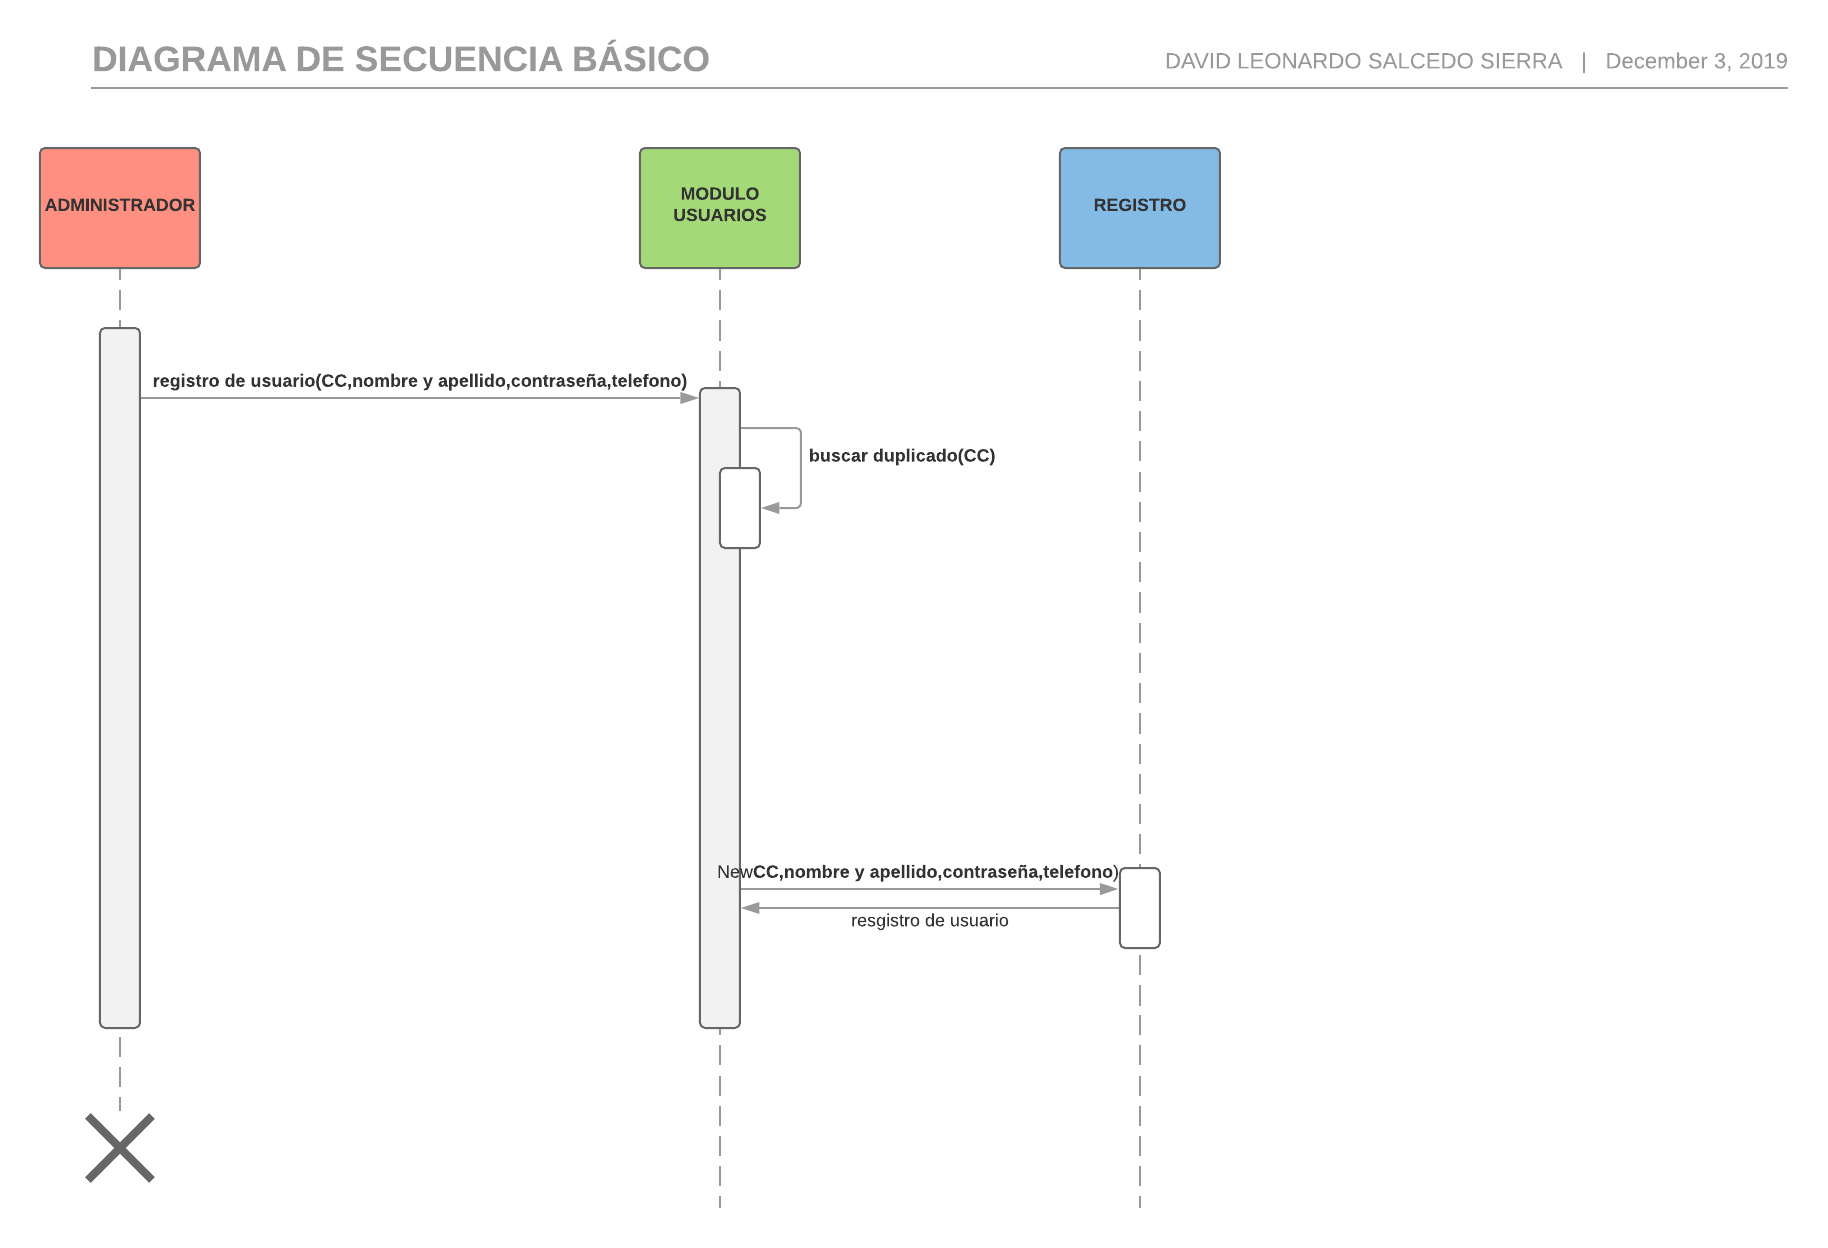 DIAGRAMA DE SECUENCIA BÁSICO
DAVID LEONARDO SALCEDO SIERRA | December 3, 2019
ADMINISTRADOR
MODULO
USUARIOS
REGISTRO
registro de usuario(CC,nombre y apellido,contraseña,telefono)
buscar duplicado(CC)
NewCC,nombre y apellido,contraseña,telefono)
resgistro de usuario